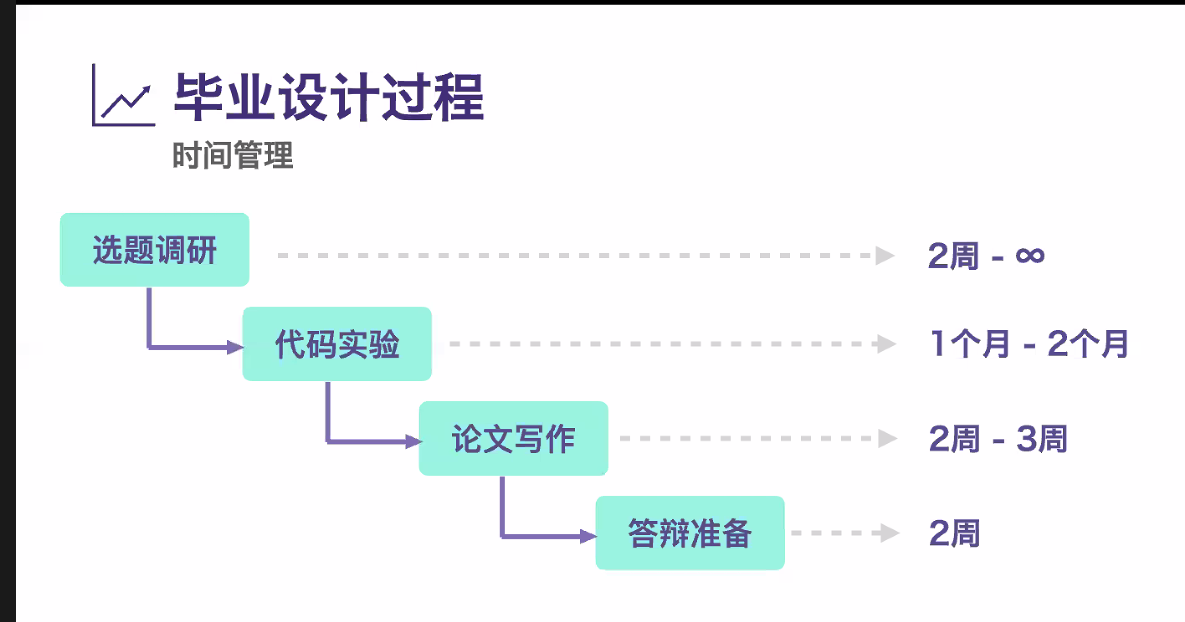 毕业设计过程
时间管理
选题调研
2周 - ∞
代码实验
1个月 - 2个月
论文写作
2周 - 3周
答辩准备
2周